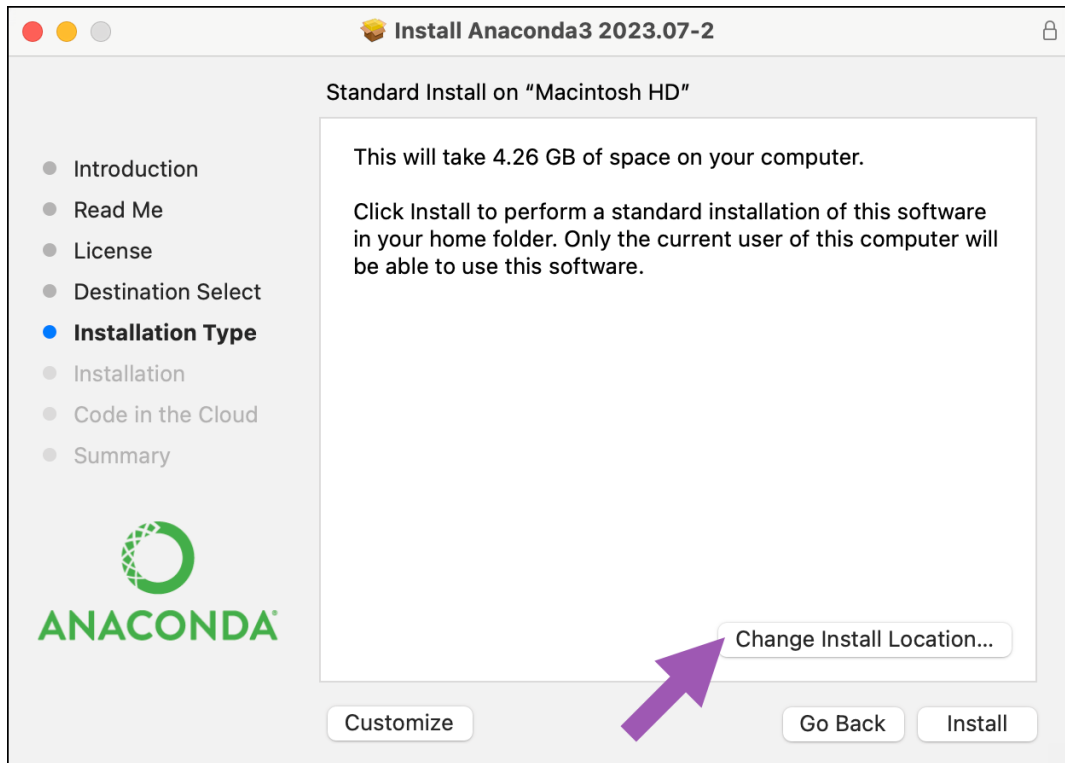 Install Anaconda3 2023.07-2
Standard Install on “Macintosh HD”
Introduction
Read Me
License
Destination Select
Installation Type
Installation
Code in the Cloud
Summary
ANACONDA®
This will take 4.26 GB of space on your computer.
Click Install to perform a standard installation of this software
in your home folder. Only the current user of this computer will
be able to use this software.
Change Install Location...
Customize
Go Back
Install